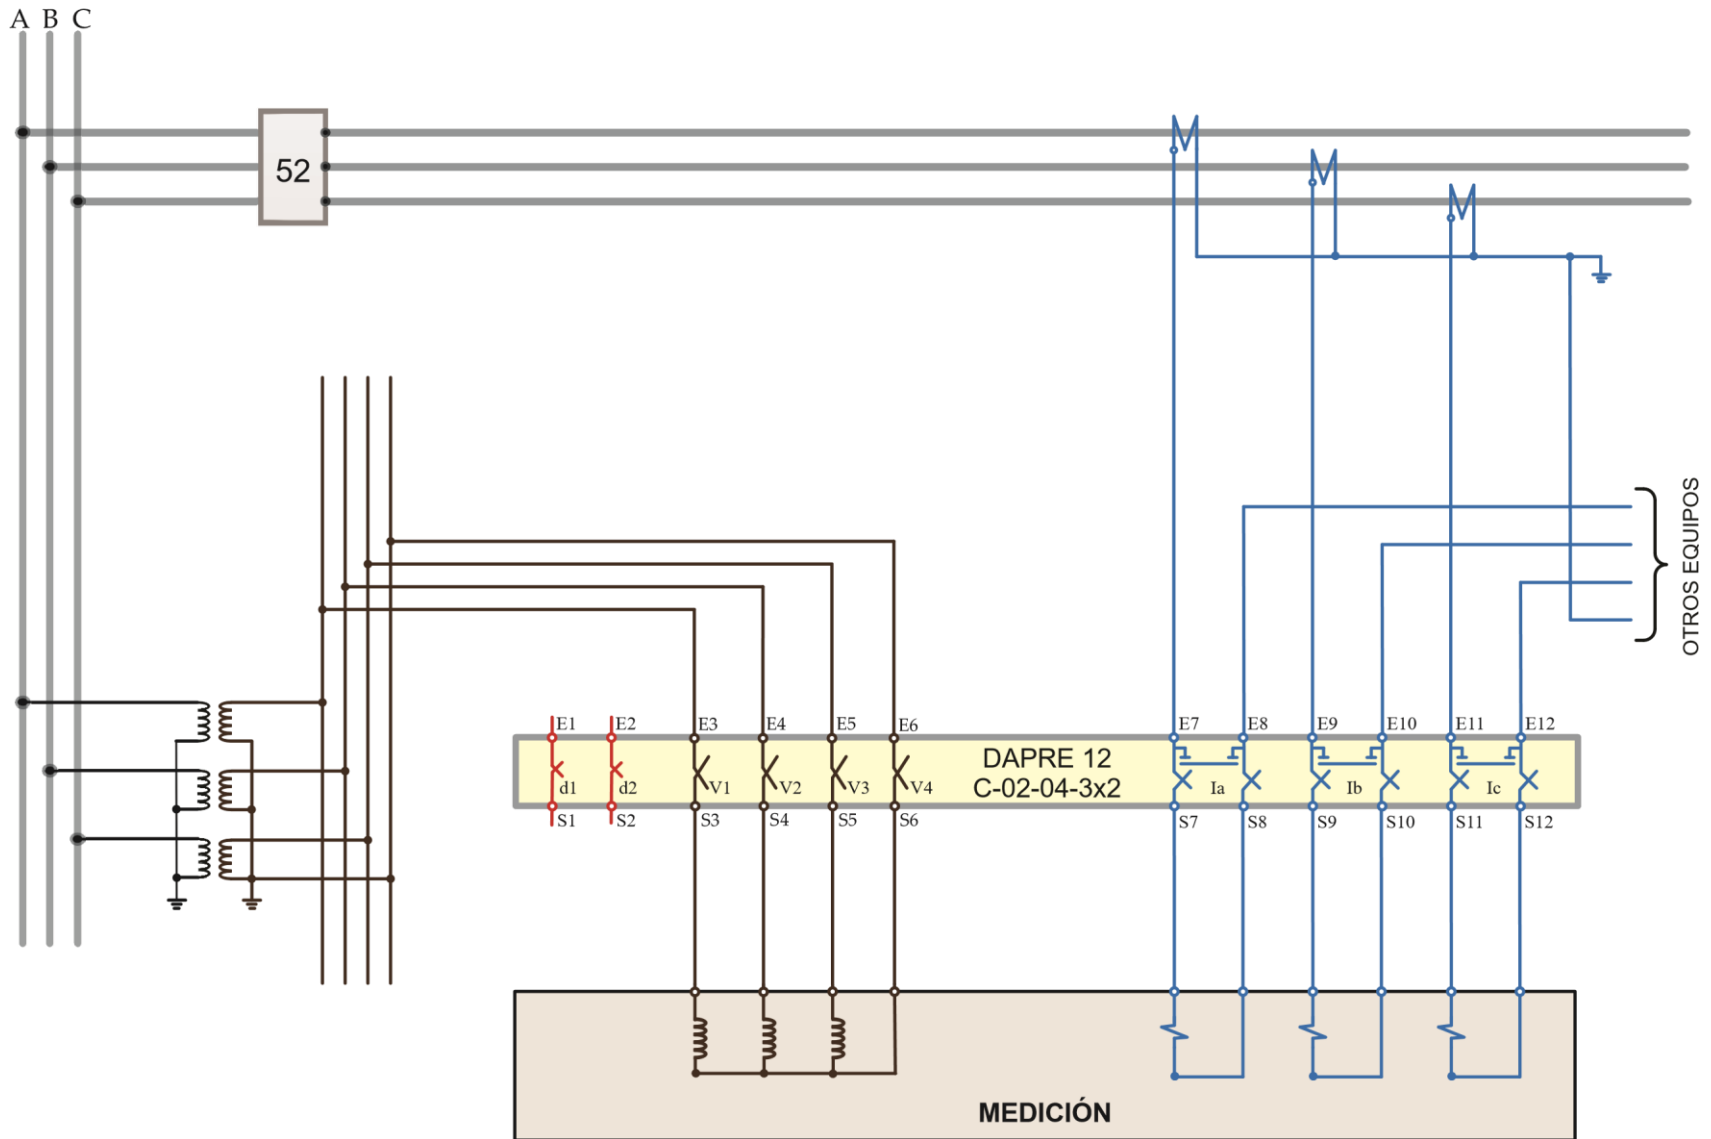 A B C
52
OTROS EQUIPOS
E1 E2 E3 E4 E5 E6 E7 E8 E9 E10 E11 E12
DAPRE 12
C-02-04-3x2
d1 d2 V1 V2 V3 V4 Ia Ib Ic
S1 S2 S3 S4 S5 S6 S7 S8 S9 S10 S11 S12
MEDICIÓN